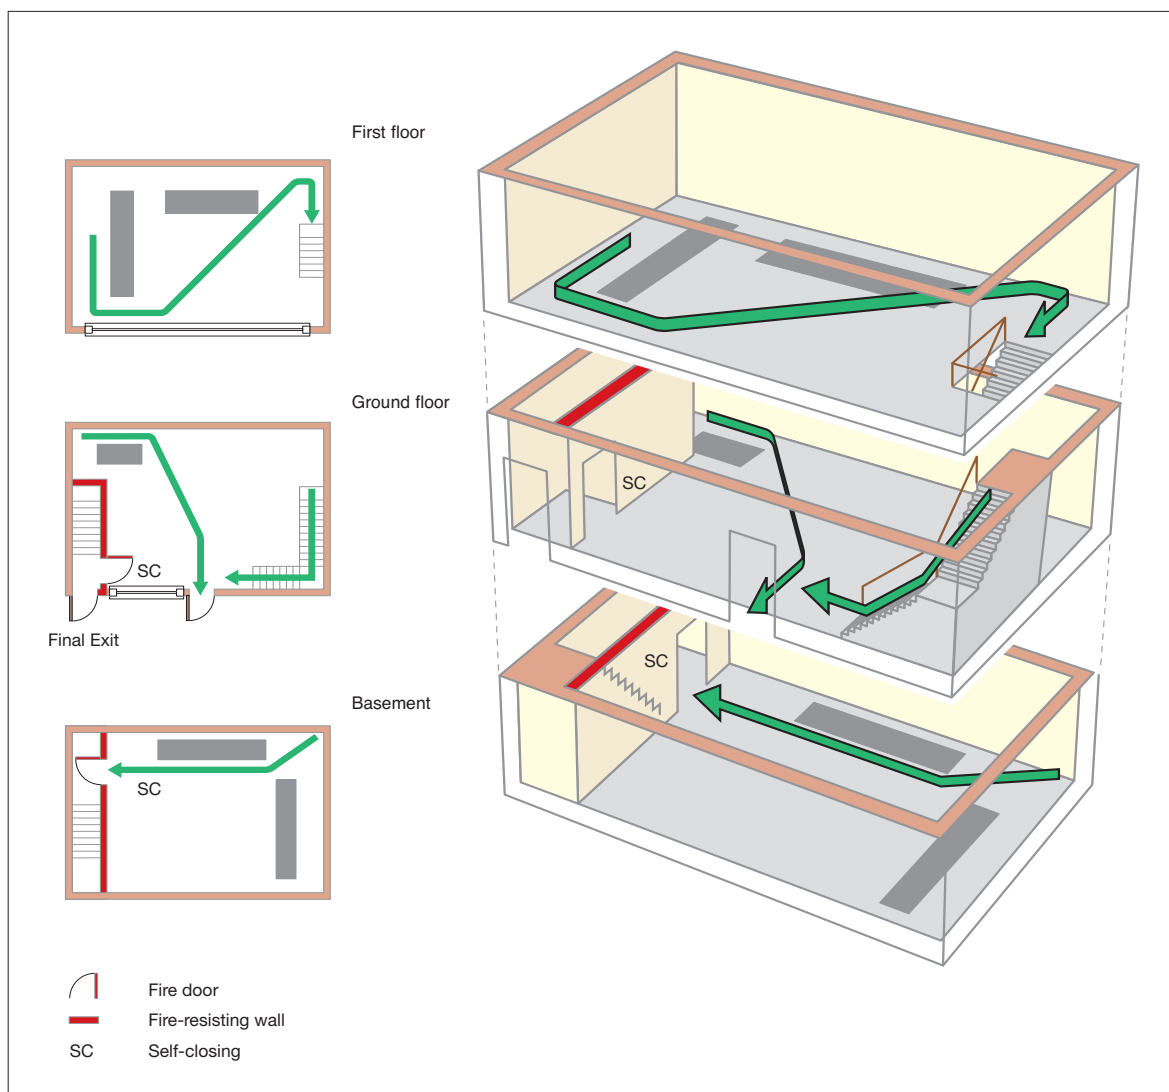 First floor
Ground floor
SC
SC
Final Exit
SC
Basement
SC
Fire door
Fire-resisting wall
SC Self-closing